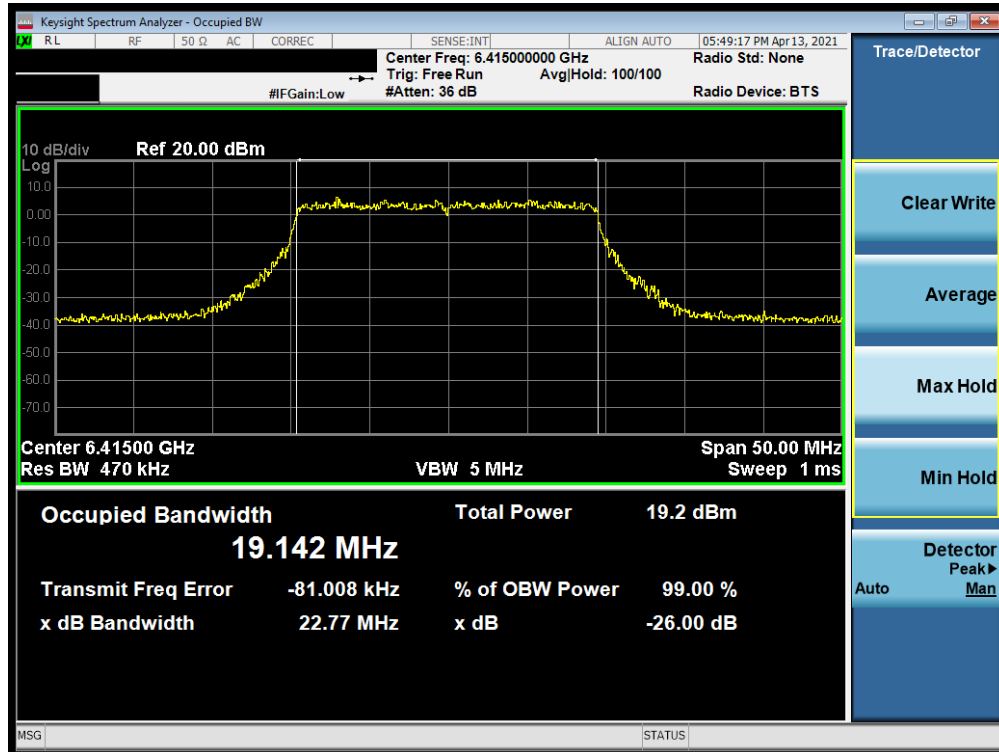 Keysight Spectrum Analyzer - Occupied BW
LXI RL RF 50 Ω AC CORREC SENSE:INT ALIGN AUTO 05:49:17 PM Apr 13, 2021
Center Freq: 6.415000000 GHz Radio Std: None
Trig: Free Run Avg|Hold: 100/100
#IFGain:Low #Atten: 36 dB Radio Device: BTS
10 dB/div Ref 20.00 dBm
Log
10.0
0.00
-10.0
-20.0
-30.0
-40.0
-50.0
-60.0
-70.0
Center 6.41500 GHz Span 50.00 MHz
Res BW 470 kHz VBW 5 MHz Sweep 1 ms
Occupied Bandwidth Total Power 19.2 dBm
19.142 MHz
Transmit Freq Error -81.008 kHz % of OBW Power 99.00 %
x dB Bandwidth 22.77 MHz x dB -26.00 dB
MSG STATUS
Trace/Detector
Clear Write
Average
Max Hold
Min Hold
Detector
Peak▶
Auto Man